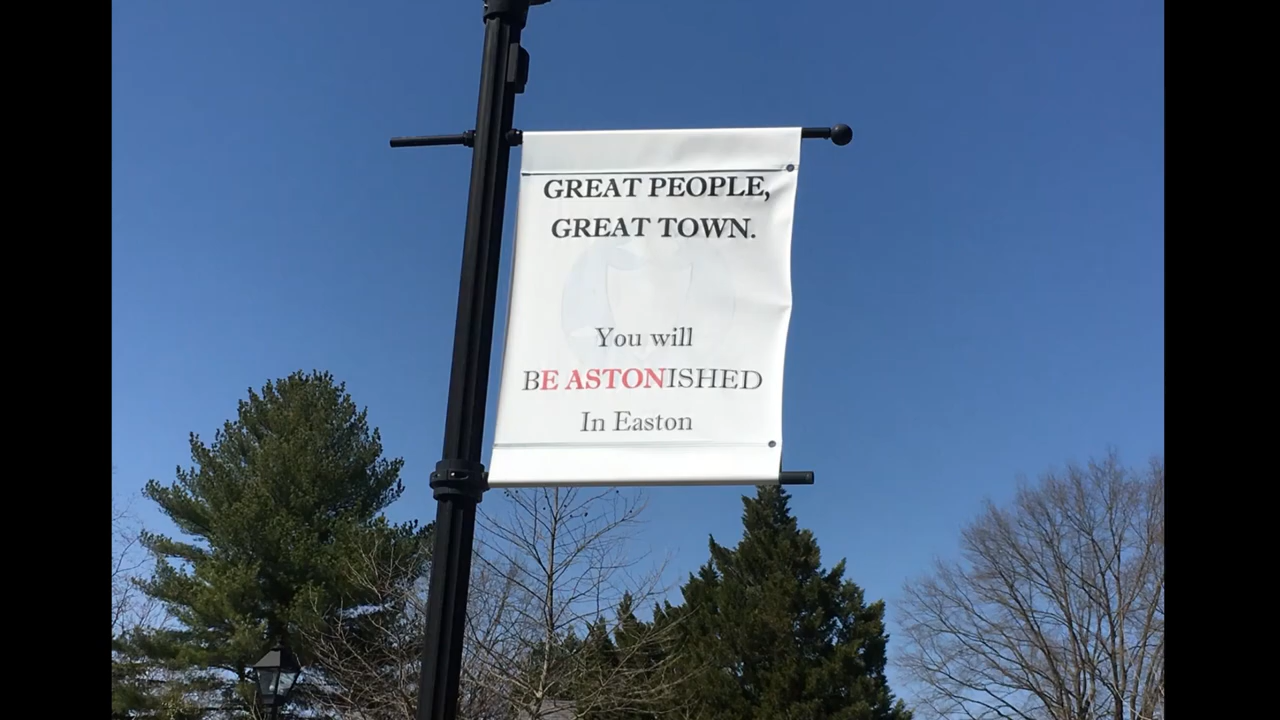 GREAT PEOPLE,
GREAT TOWN.
You will
BE ASTONISHED
In Easton